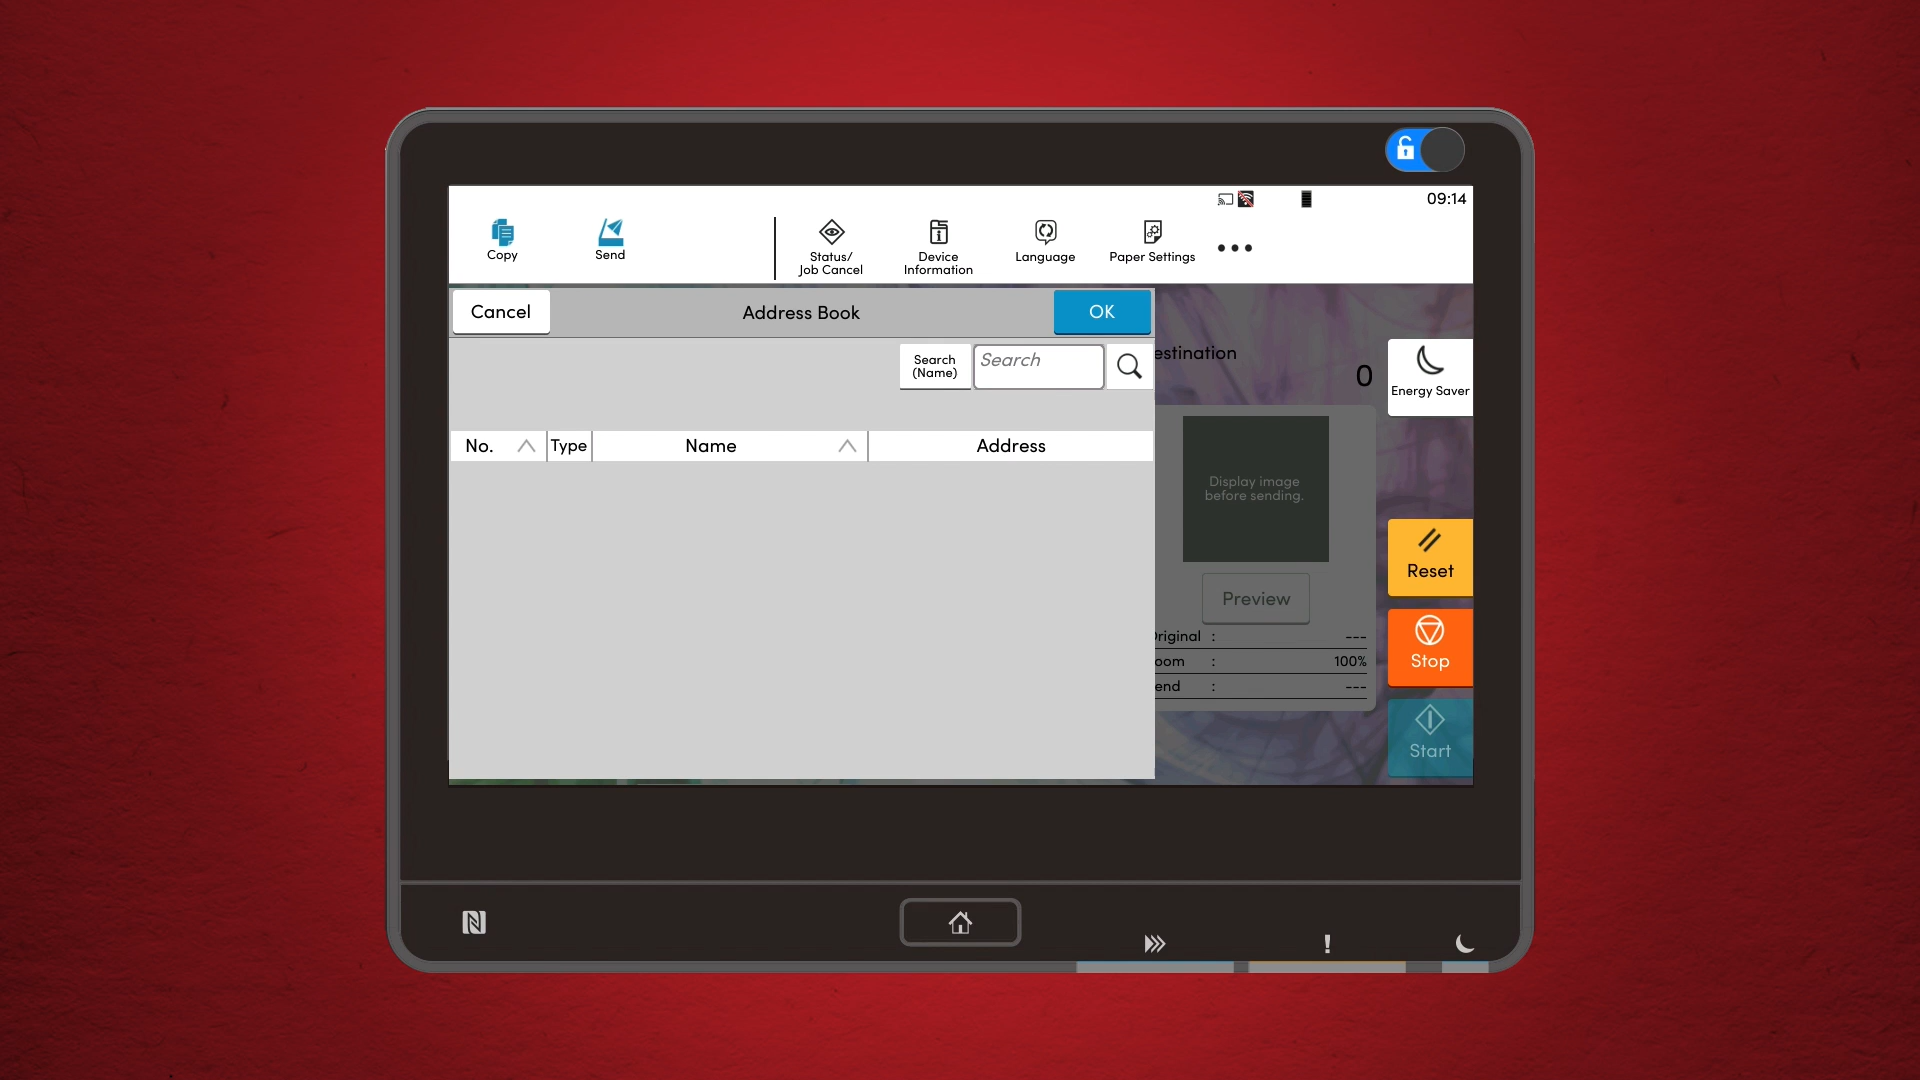 09:14
Copy
Send
Status/
Job Cancel
Device
Information
Language
Paper Settings
Cancel
Address Book
OK
Search
(Name)
Search
estination
0
Energy Saver
No.
Type
Name
Address
Display image
before sending.
Preview
Reset
riginal : ---
oom : 100%
end : ---
Stop
Start